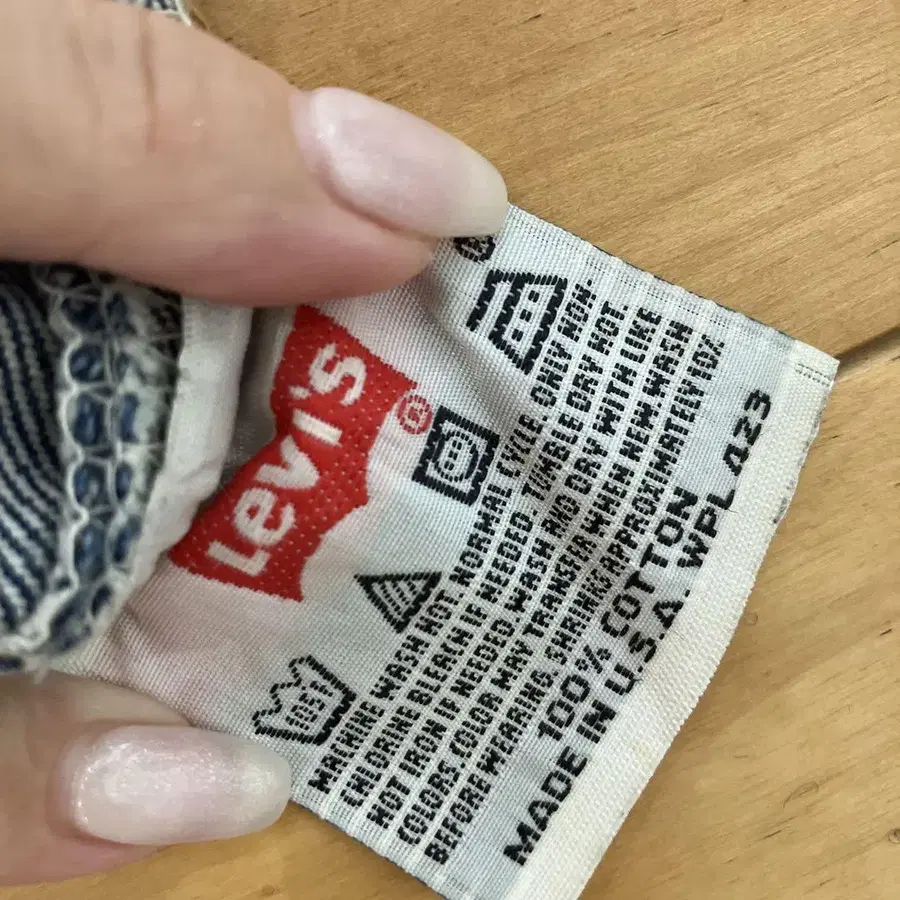 Levi's ®
105°
MACHINE WASH HOT, NORMAL CYCLE. ONLY NON
CHLORINE BLEACH IF NEEDED. TUMBLE DRY HOT.
HOT IRON IF NEEDED. WASH AND DRY WITH LIKE
COLORS. COLOR MAY TRANSFER WHEN NEW. WASH
BEFORE WEARING. SHRINKS APPROXIMATELY 10%
100% COTTON
MADE IN U.S.A. WPL 423